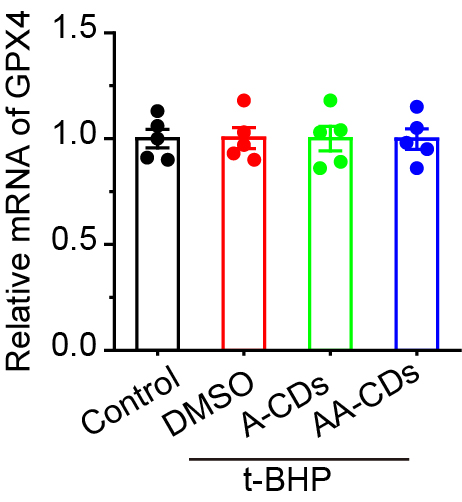 Relative mRNA of GPX4
1.5
1.0
0.5
0.0
Control
DMSO
A-CDs
AA-CDs
t-BHP